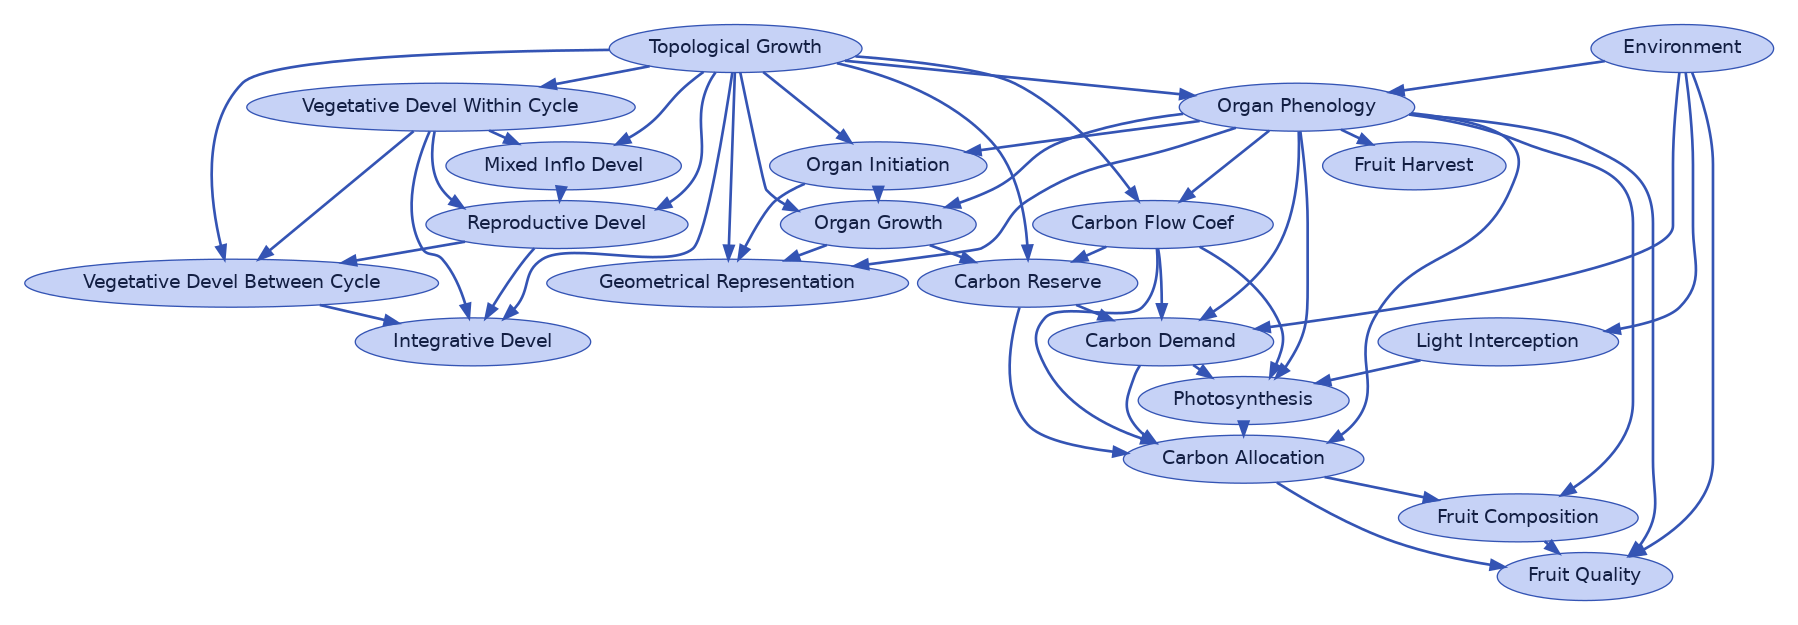 Topological Growth
Environment
Vegetative Devel Within Cycle
Organ Phenology
Mixed Inflo Devel
Organ Initiation
Fruit Harvest
Reproductive Devel
Organ Growth
Carbon Flow Coef
Vegetative Devel Between Cycle
Geometrical Representation
Carbon Reserve
Integrative Devel
Carbon Demand
Light Interception
Photosynthesis
Carbon Allocation
Fruit Composition
Fruit Quality